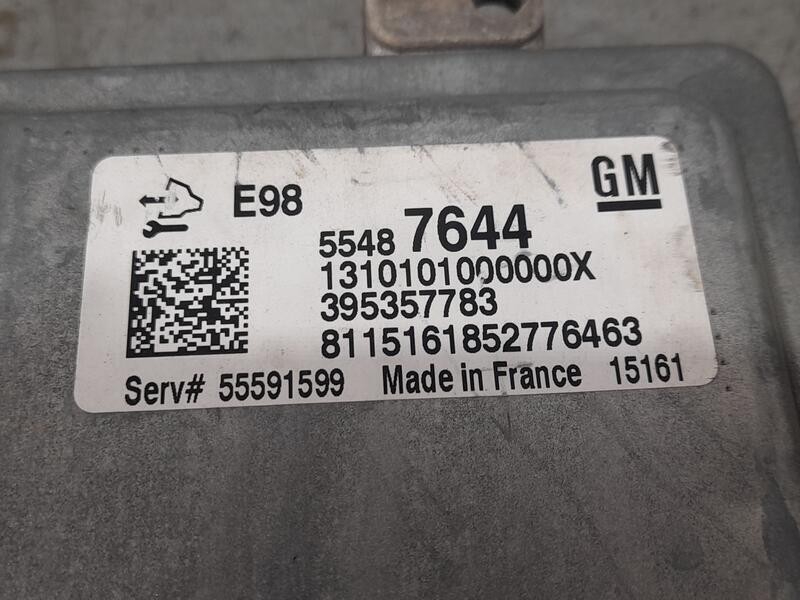 E98
GM
5548 7644
1310101000000X
395357783
8115161852776463
Serv# 55591599 Made in France 15161